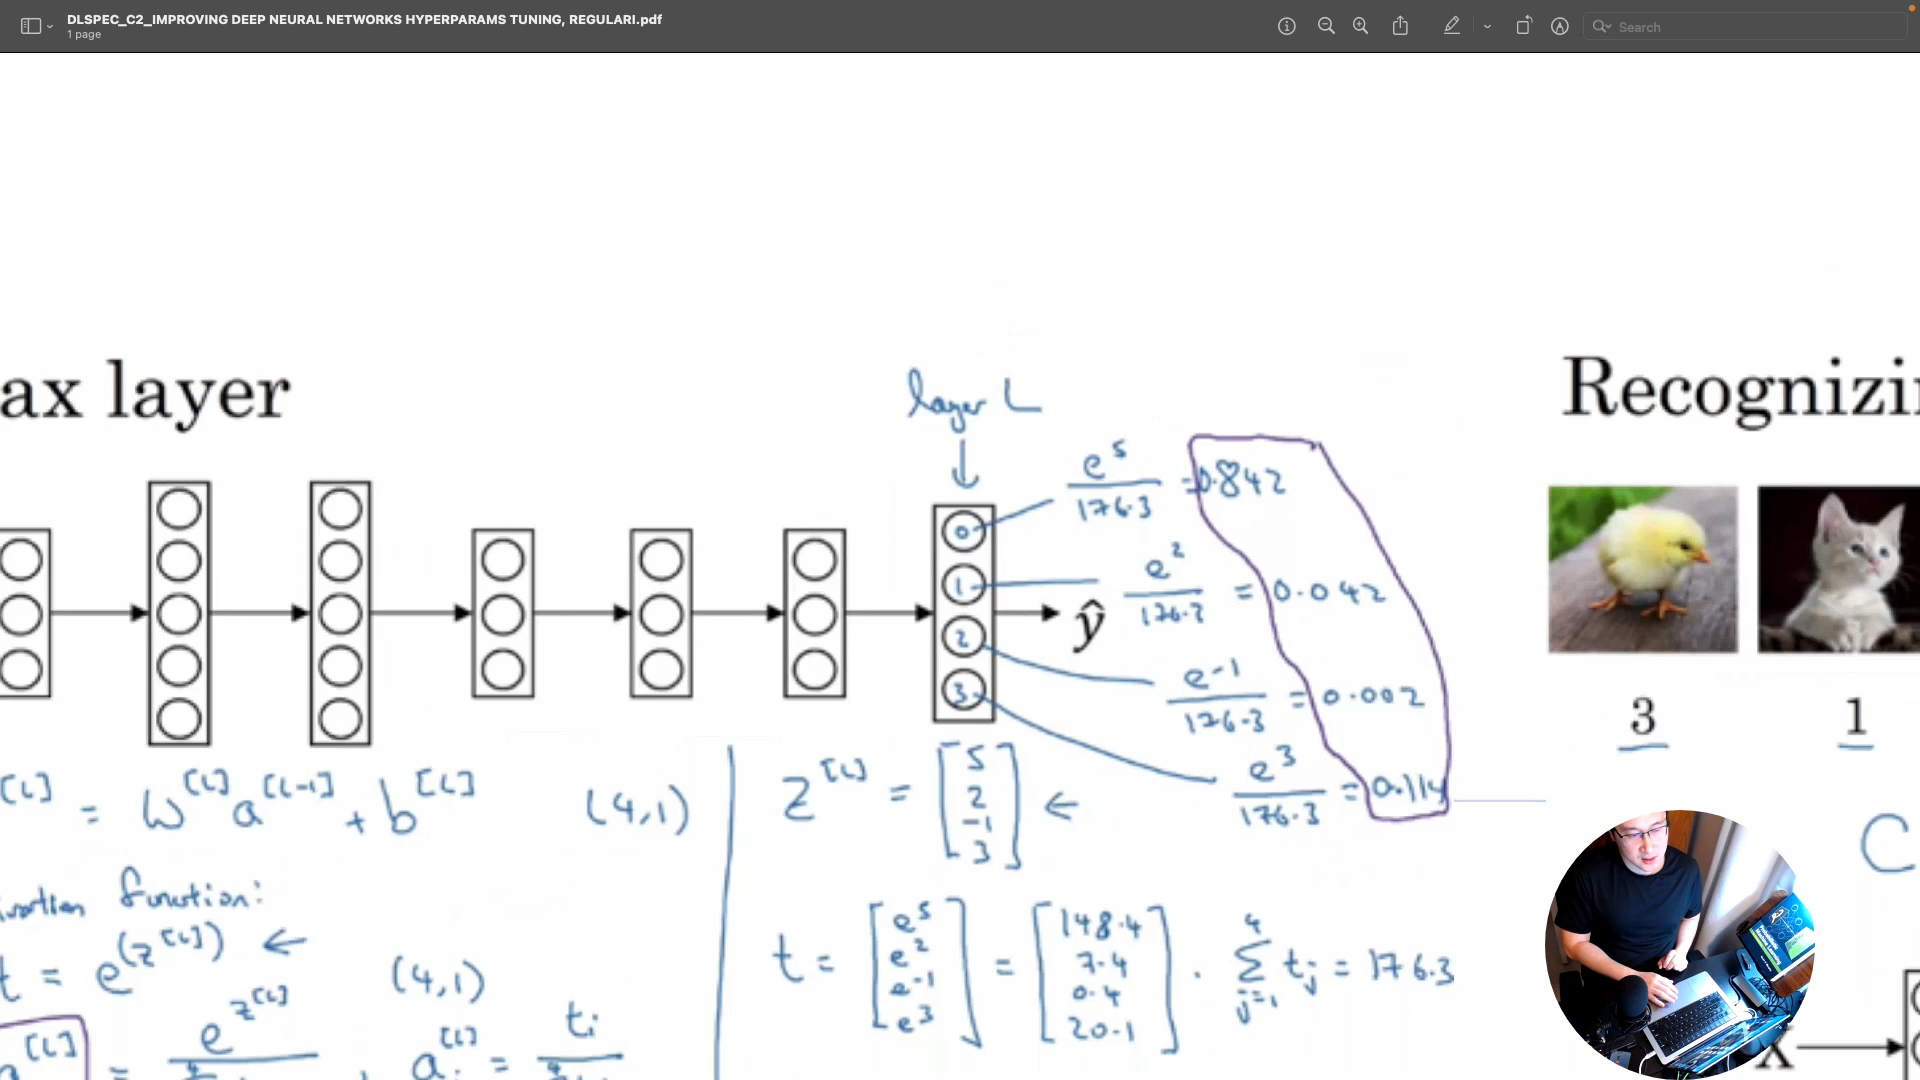 DLSPEC_C2_IMPROVING DEEP NEURAL NETWORKS HYPERPARAMS TUNING, REGULARI.pdf
1 page
Search
ax layer
Recognizi
layer L
e^5 / 176.3 = 0.842
e^2 / 176.3 = 0.042
e^-1 / 176.3 = 0.002
e^3 / 176.3 = 0.114
0
1
2
3
ŷ
3
1
[L] = W^[L] a^[L-1] + b^[L] (4,1)
z^[L] = [5 2 -1 3] ←
C
function:
t = e^(z^[L]) ← (4,1)
t = [e^5 e^2 e^-1 e^3] = [148.4 7.4 0.4 20.1] . 4 Σ j=1 t_j = 176.3
a^[L] = e^z^[L]
a_i^[L] = t_i
X